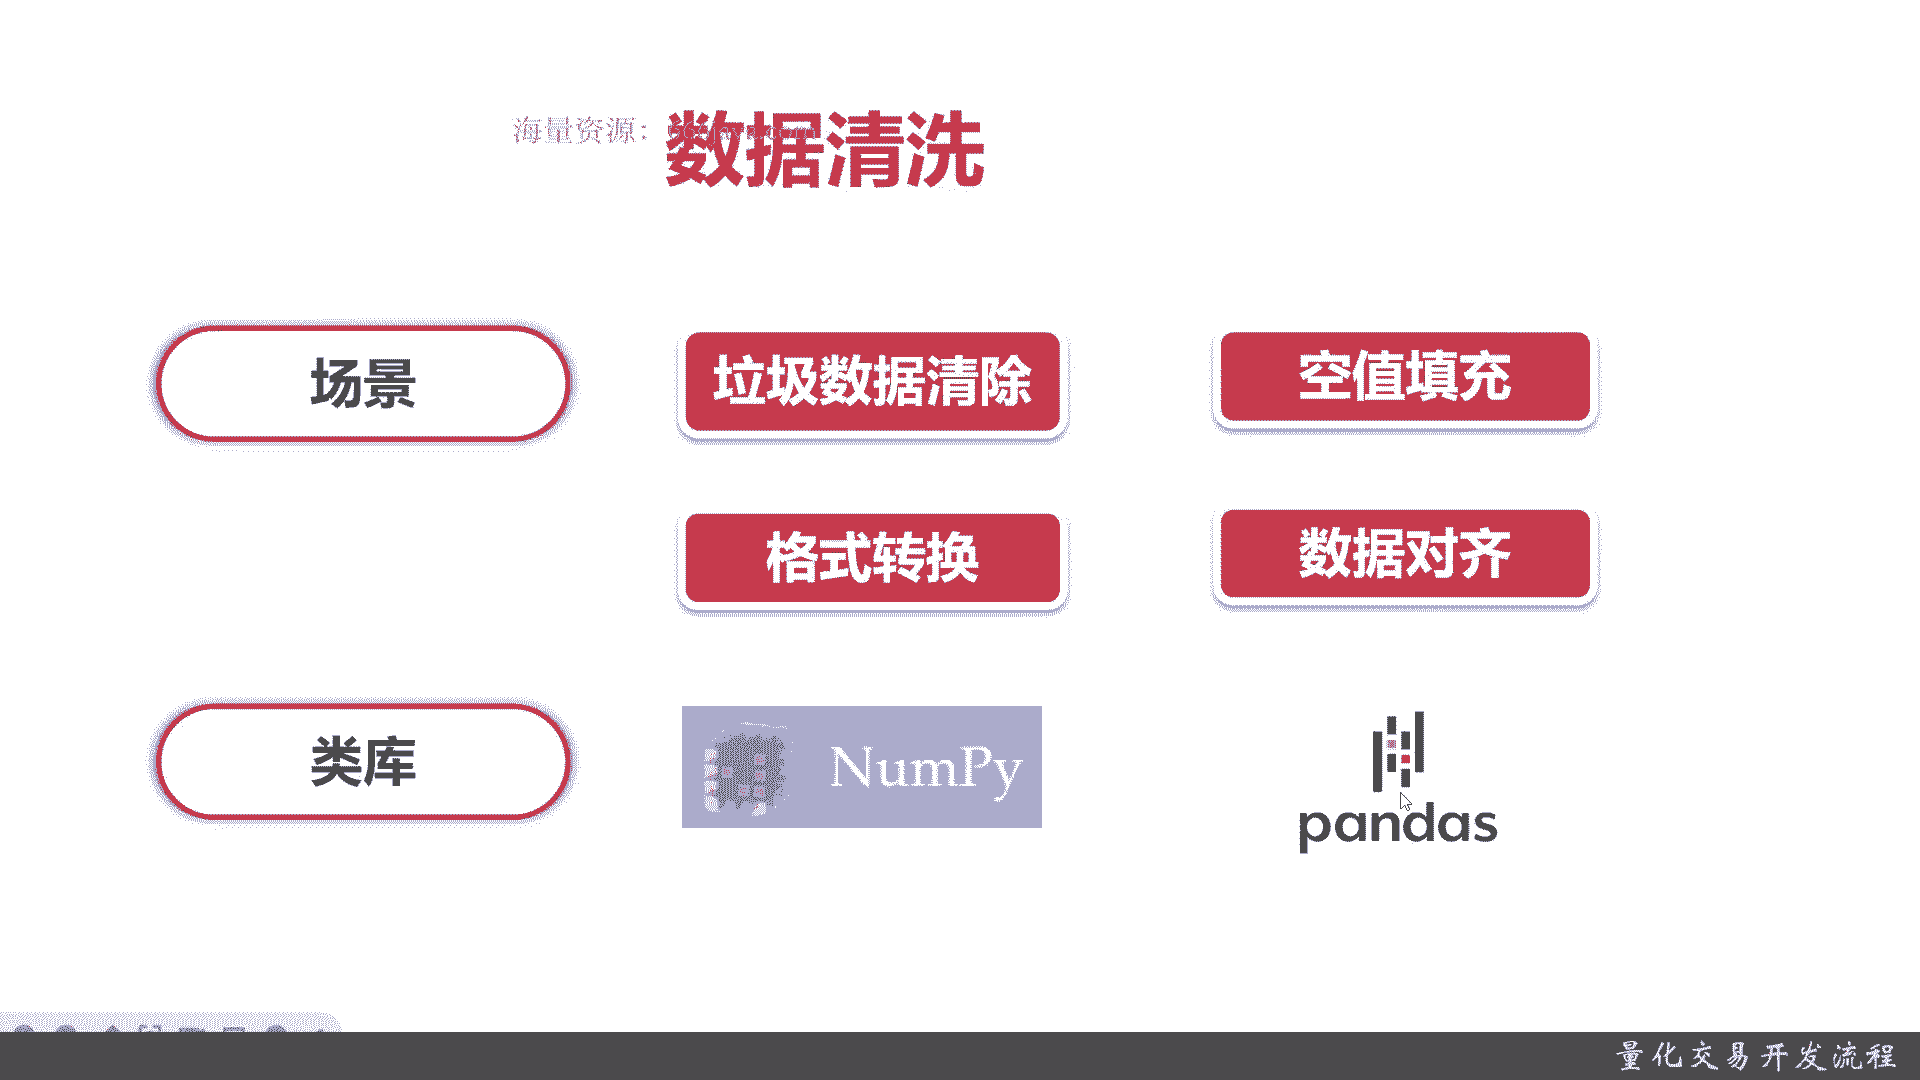 海量资源：
数据清洗
场景
垃圾数据清除
空值填充
格式转换
数据对齐
类库
NumPy
pandas
量化交易开发流程